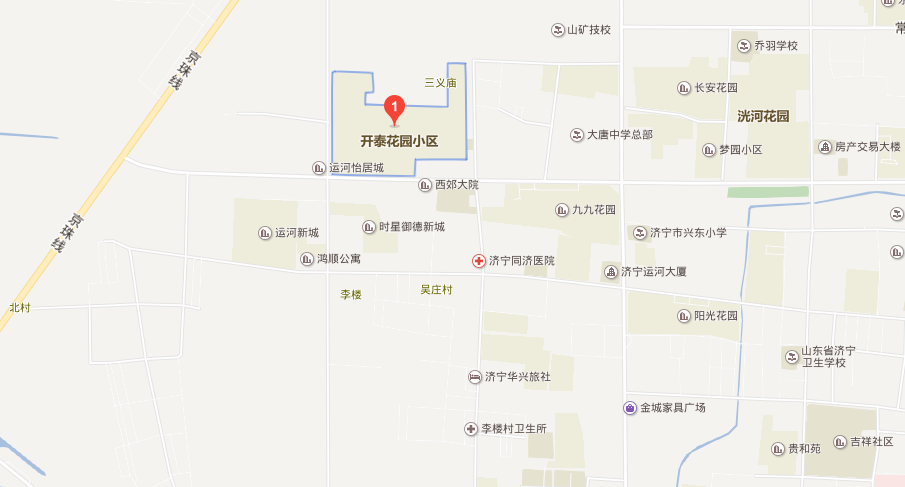 常
山矿技校
乔羽学校
京珠线
三义庙
长安花园
1
洸河花园
大唐中学总部
开泰花园小区
梦园小区
房产交易大楼
运河怡居城
西郊大院
九九花园
京珠线
运河新城
时星御德新城
济宁市兴东小学
鸿顺公寓
济宁同济医院
济宁运河大厦
李楼
吴庄村
北村
阳光花园
山东省济宁
卫生学校
济宁华兴旅社
金城家具广场
李楼村卫生所
贵和苑
吉祥社区